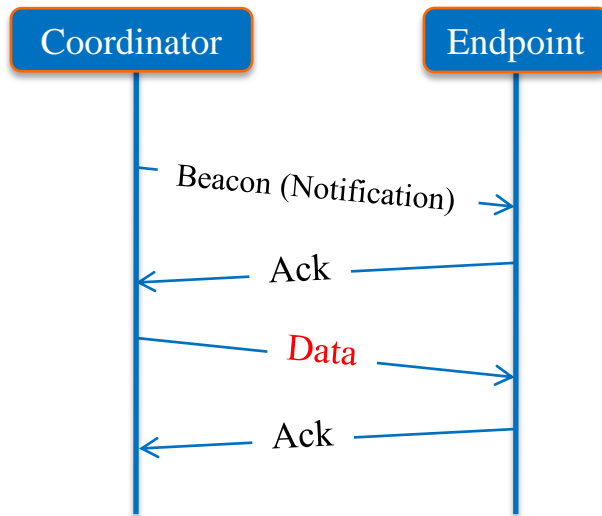 Coordinator
Endpoint
Beacon (Notification)
Ack
Data
Ack